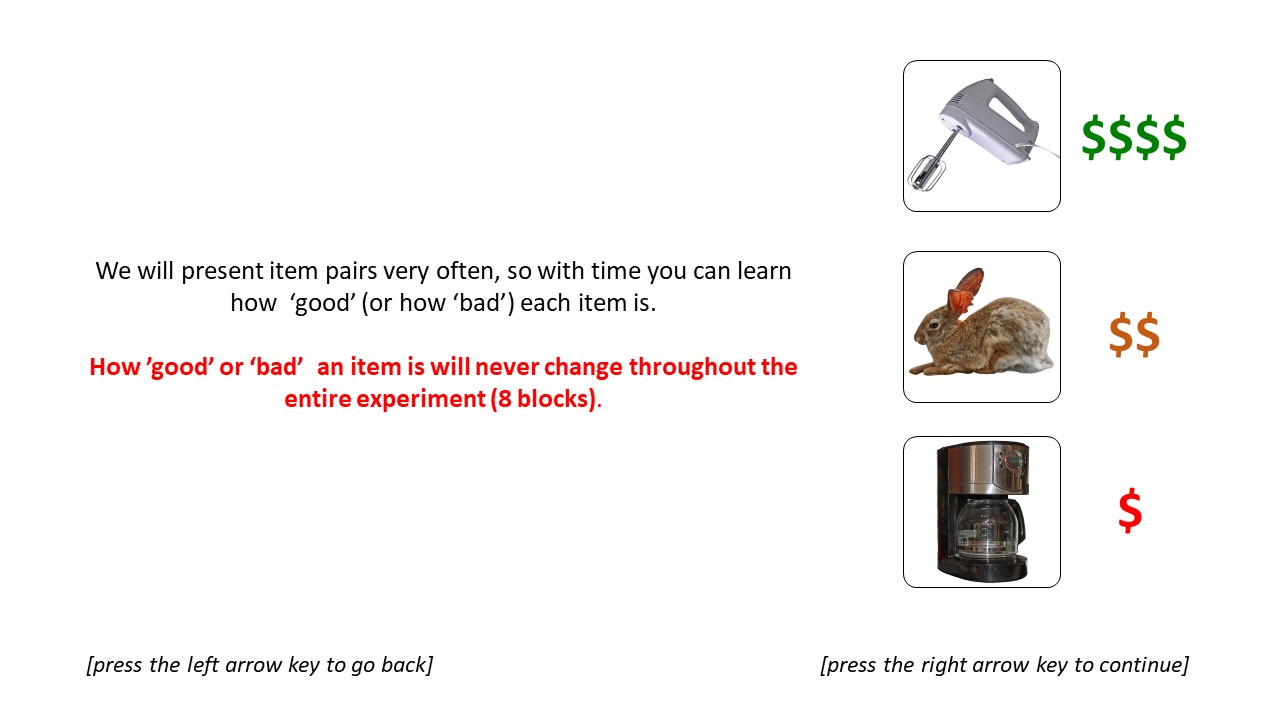 $$$$
We will present item pairs very often, so with time you can learn
how ‘good’ (or how ‘bad’) each item is.
$$
How ’good’ or ‘bad’ an item is will never change throughout the
entire experiment (8 blocks).
$
[press the left arrow key to go back]
[press the right arrow key to continue]